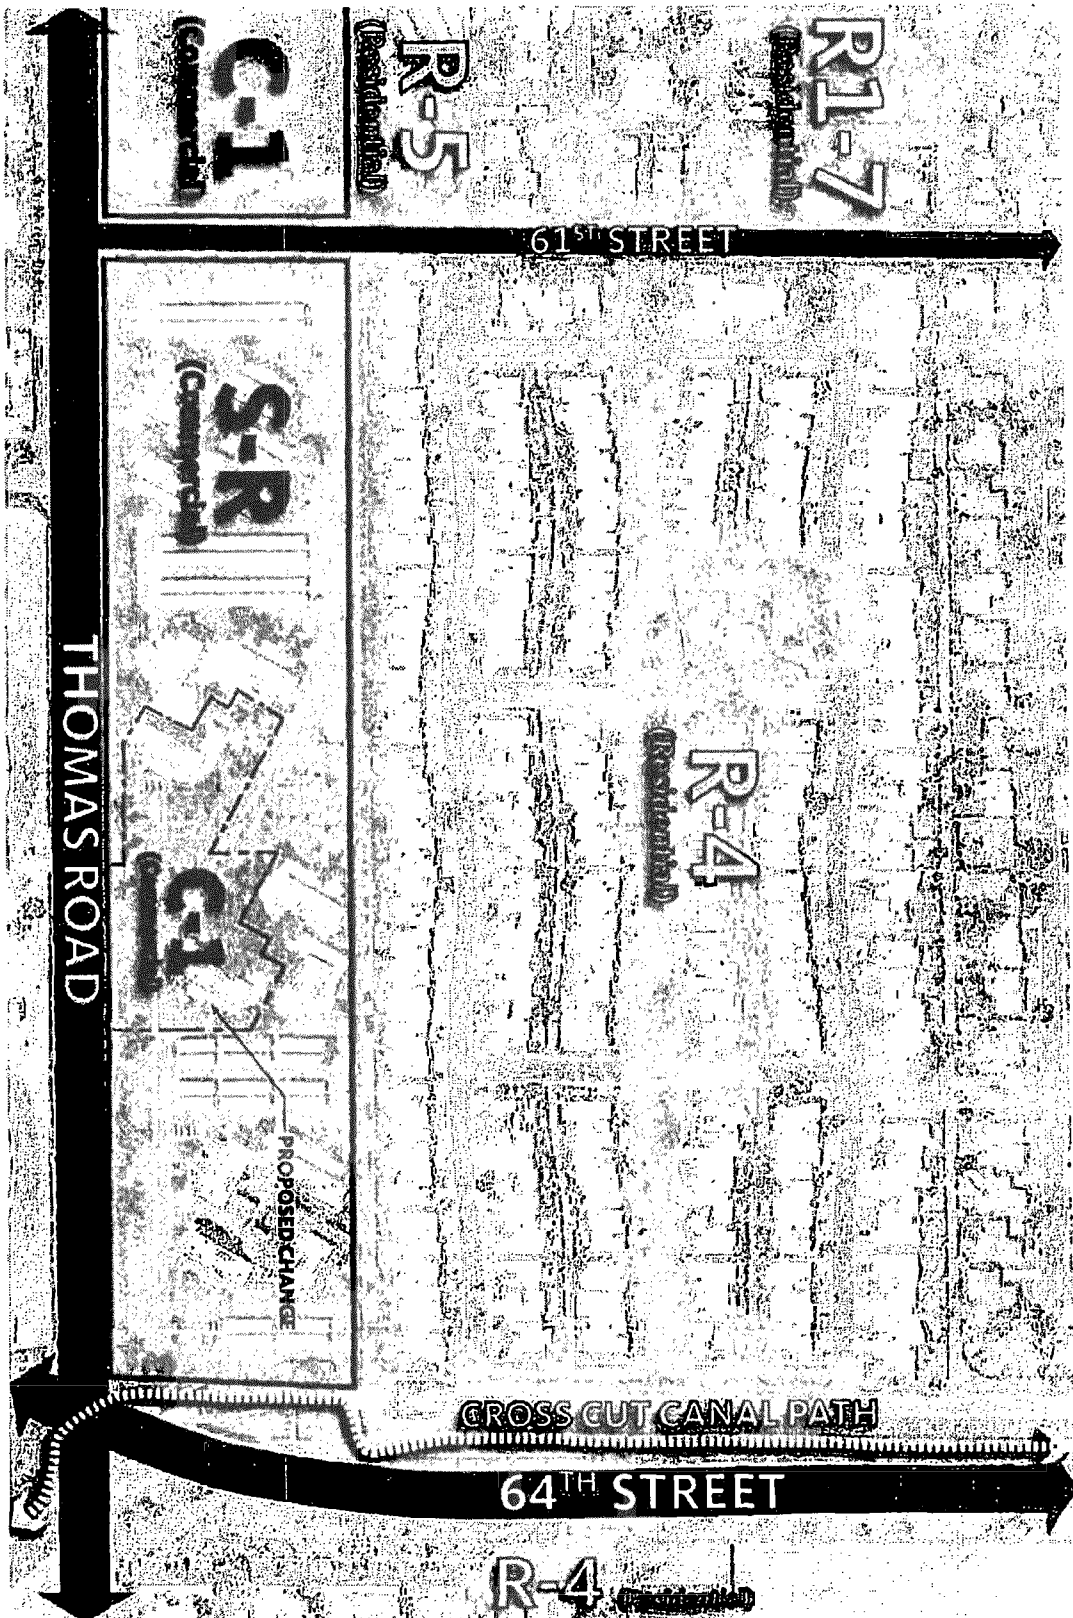 C-1
(Commercial)
R-5
(Residential)
R1-7
(Residential)
61ST STREET
S-R
(Commercial)
R-4
(Residential)
C-1
THOMAS ROAD
PROPOSED CHANGE
CROSS CUT CANAL PATH
64TH STREET
R-4
(Residential)